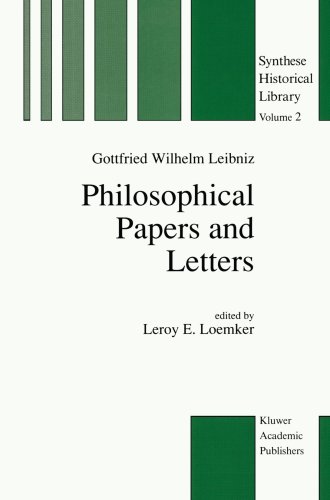 Synthese
Historical
Library
Volume 2
Gottfried Wilhelm Leibniz
Philosophical
Papers and
Letters
edited by
Leroy E. Loemker
Kluwer
Academic
Publishers